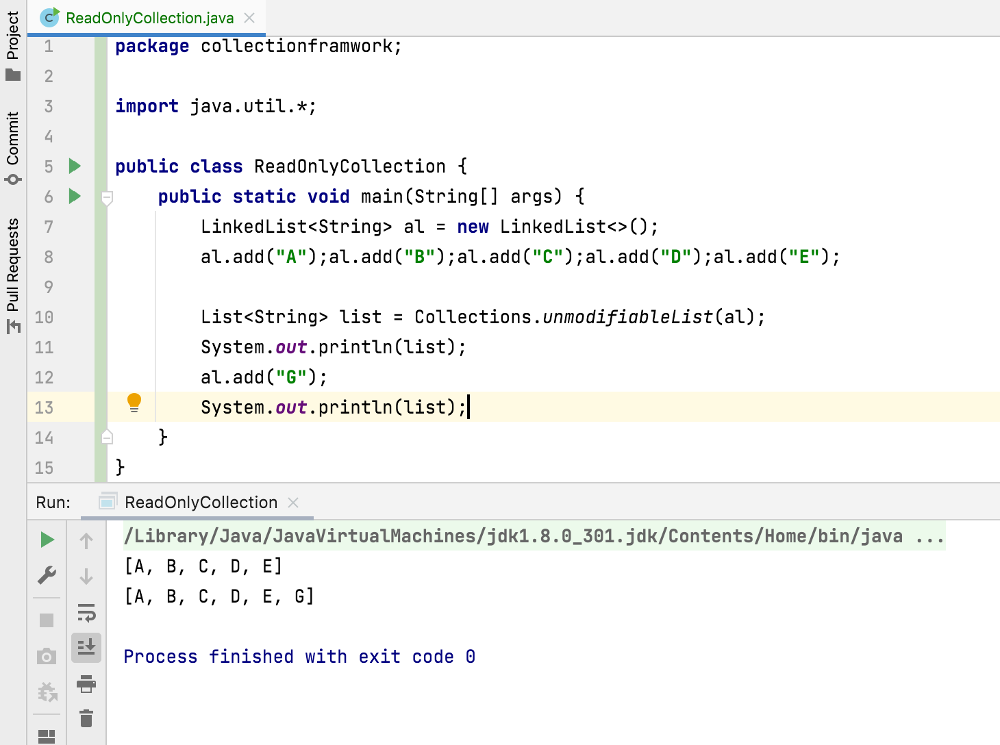 ReadOnlyCollection.java
Project
Commit
Pull Requests
1 package collectionframwork;
2
3 import java.util.*;
4
5 public class ReadOnlyCollection {
6 public static void main(String[] args) {
7 LinkedList<String> al = new LinkedList<>();
8 al.add("A");al.add("B");al.add("C");al.add("D");al.add("E");
9
10 List<String> list = Collections.unmodifiableList(al);
11 System.out.println(list);
12 al.add("G");
13 System.out.println(list);
14 }
15 }
Run: ReadOnlyCollection
/Library/Java/JavaVirtualMachines/jdk1.8.0_301.jdk/Contents/Home/bin/java ...
[A, B, C, D, E]
[A, B, C, D, E, G]
Process finished with exit code 0